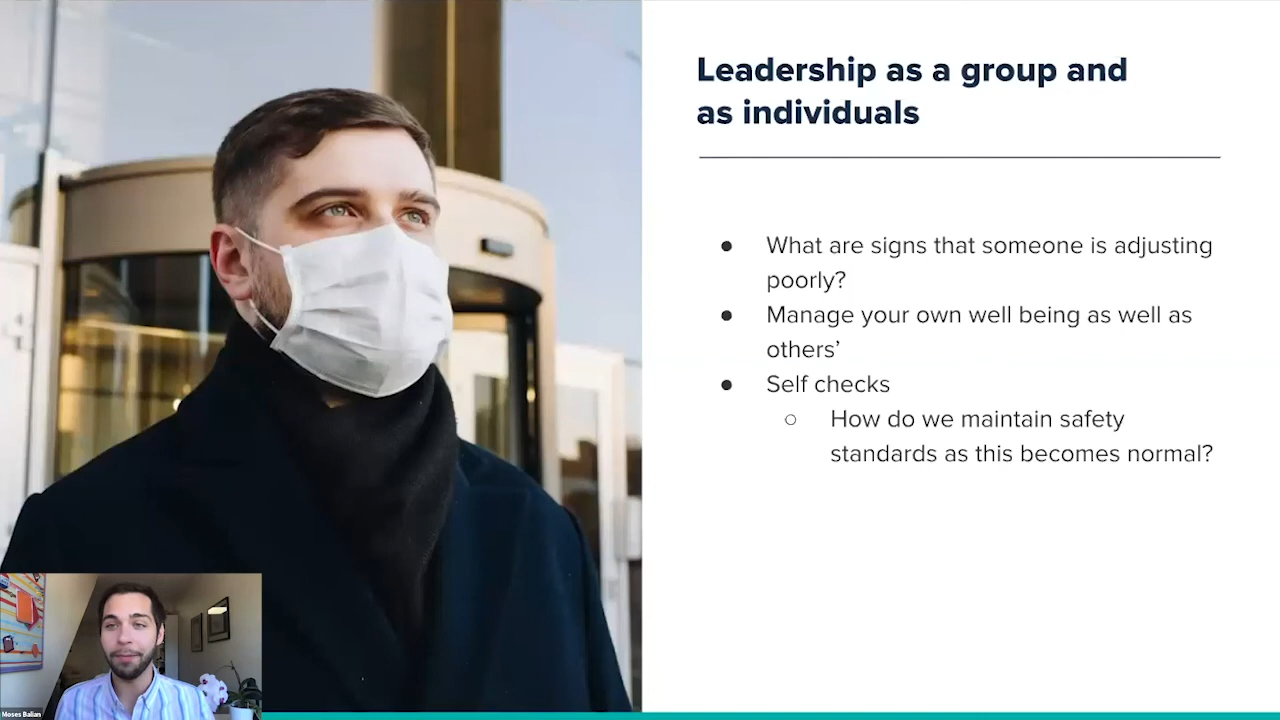 Leadership as a group and
as individuals
● What are signs that someone is adjusting
poorly?
● Manage your own well being as well as
others’
● Self checks
○ How do we maintain safety
standards as this becomes normal?
Moses Balian